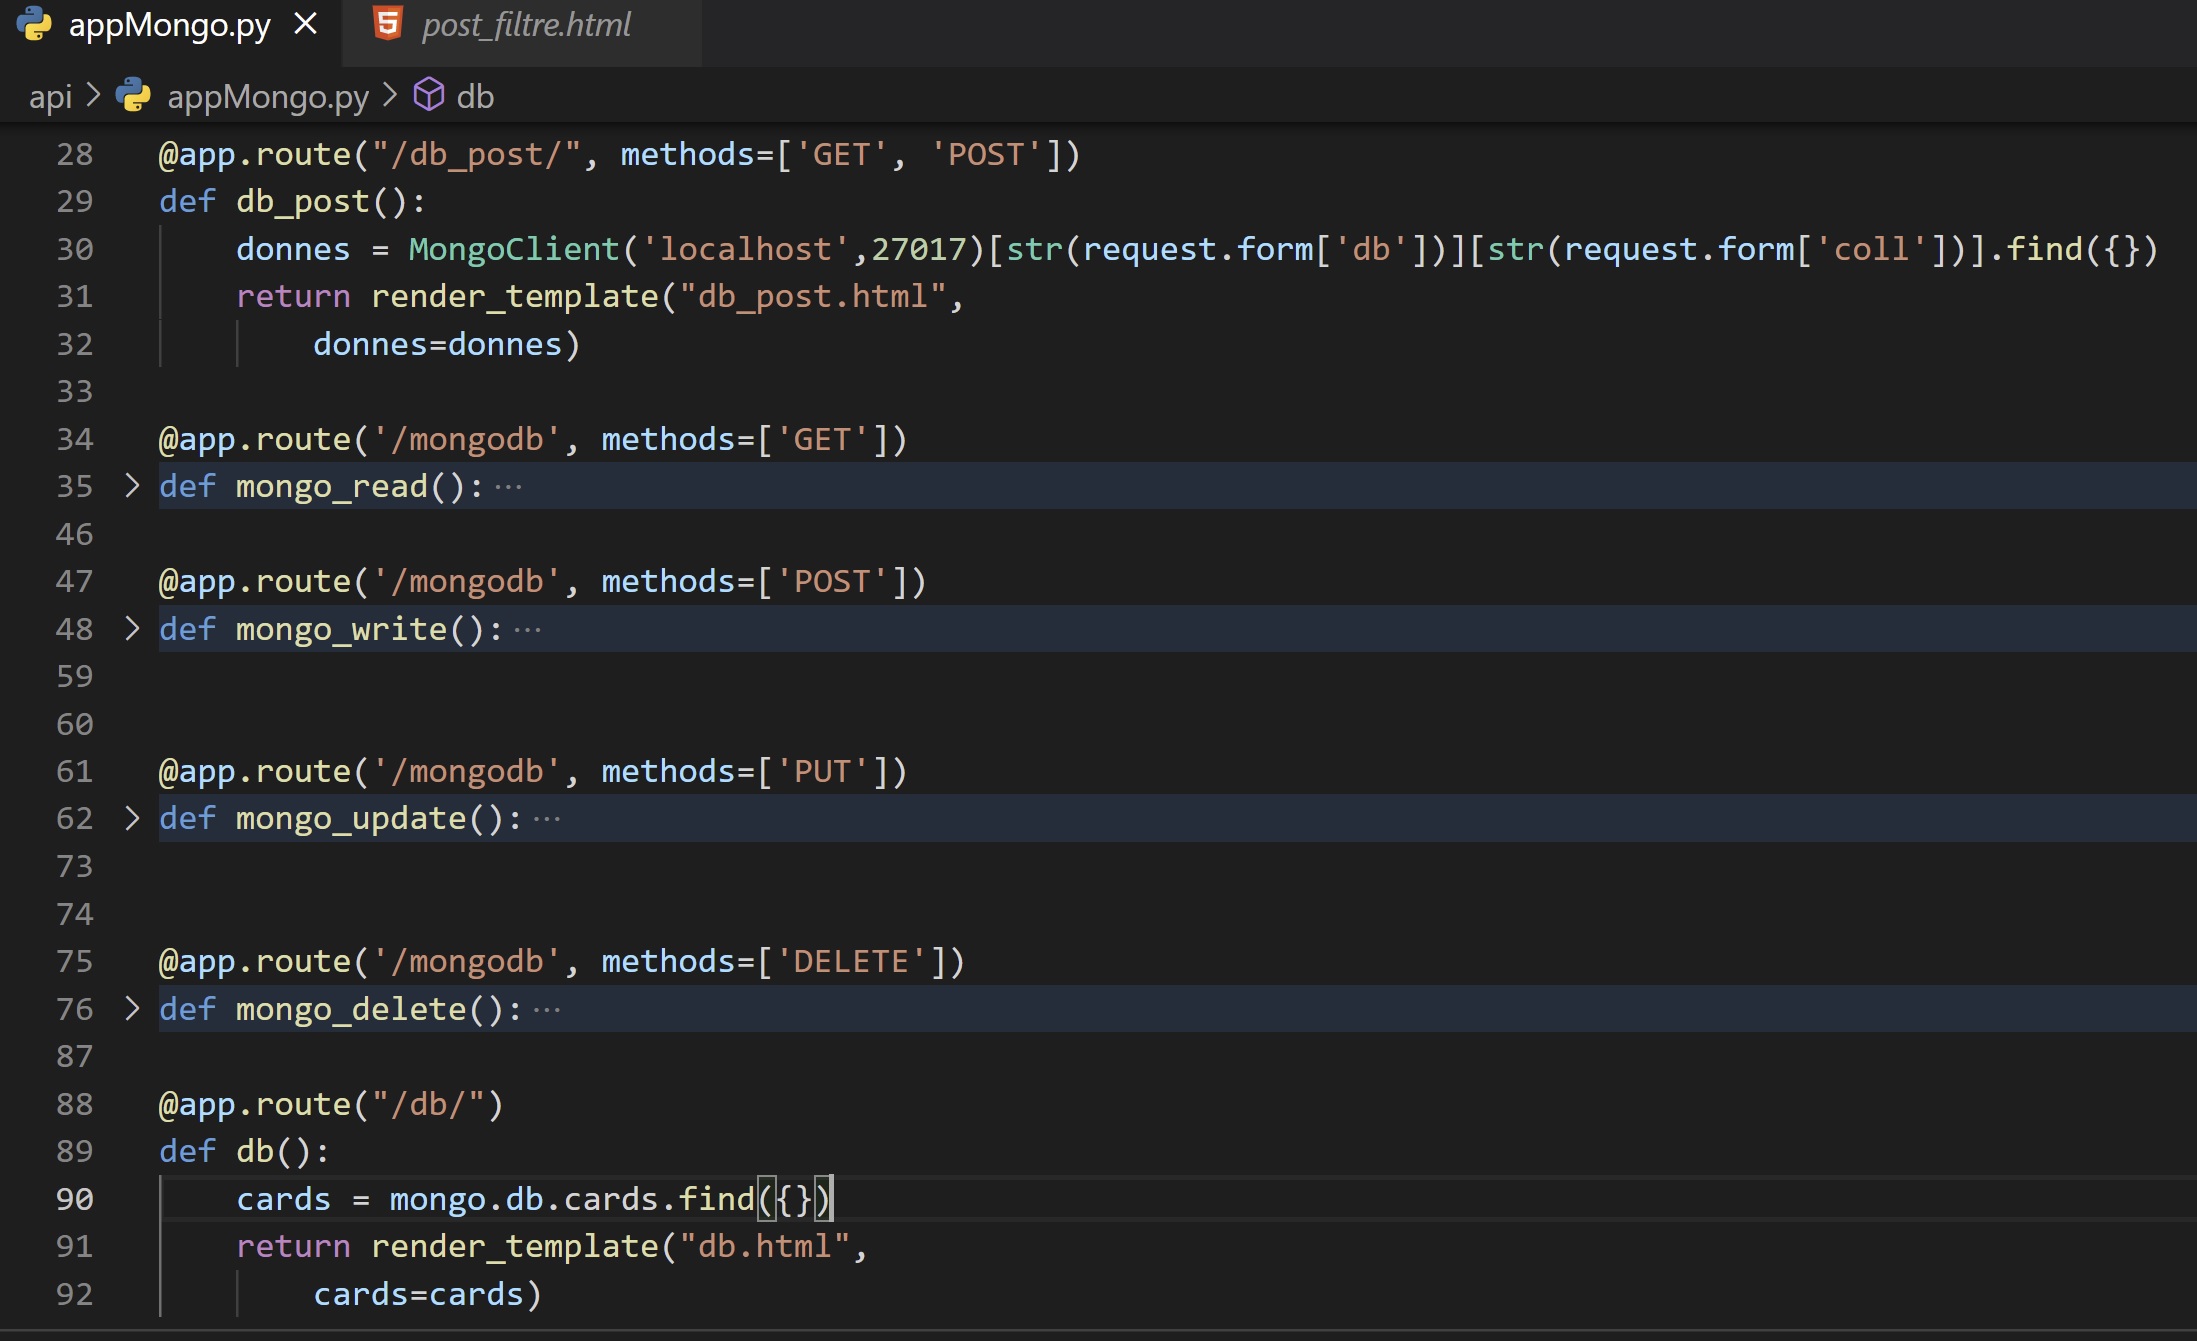 appMongo.py × post_filtre.html
api > appMongo.py > db
28 @app.route("/db_post/", methods=['GET', 'POST'])
29 def db_post():
30 donnes = MongoClient('localhost',27017)[str(request.form['db'])][str(request.form['coll'])].find({})
31 return render_template("db_post.html",
32 donnes=donnes)
33
34 @app.route('/mongodb', methods=['GET'])
35 > def mongo_read(): ···
46
47 @app.route('/mongodb', methods=['POST'])
48 > def mongo_write(): ···
59
60
61 @app.route('/mongodb', methods=['PUT'])
62 > def mongo_update(): ···
73
74
75 @app.route('/mongodb', methods=['DELETE'])
76 > def mongo_delete(): ···
87
88 @app.route("/db/")
89 def db():
90 cards = mongo.db.cards.find({})
91 return render_template("db.html",
92 cards=cards)